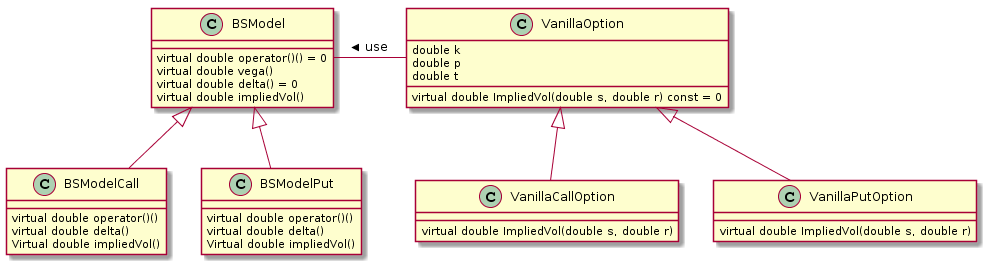 C BSModel
virtual double operator()() = 0
virtual double vega()
virtual double delta() = 0
virtual double impliedVol()
◄ use
C VanillaOption
double k
double p
double t
virtual double ImpliedVol(double s, double r) const = 0
C BSModelCall
virtual double operator()()
virtual double delta()
Virtual double impliedVol()
C BSModelPut
virtual double operator()()
virtual double delta()
Virtual double impliedVol()
C VanillaCallOption
virtual double ImpliedVol(double s, double r)
C VanillaPutOption
virtual double ImpliedVol(double s, double r)